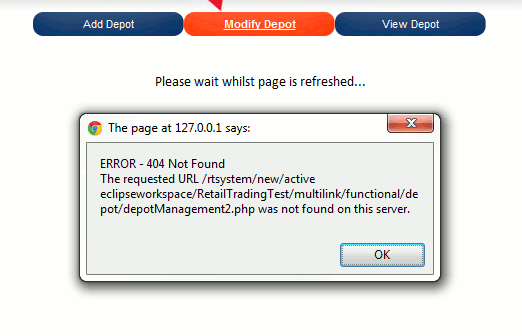 Add Depot
Modify Depot
View Depot
Please wait whilst page is refreshed...
The page at 127.0.0.1 says:
ERROR - 404 Not Found
The requested URL /rtsystem/new/active
eclipseworkspace/RetailTradingTest/multilink/functional/de
pot/depotManagement2.php was not found on this server.
OK